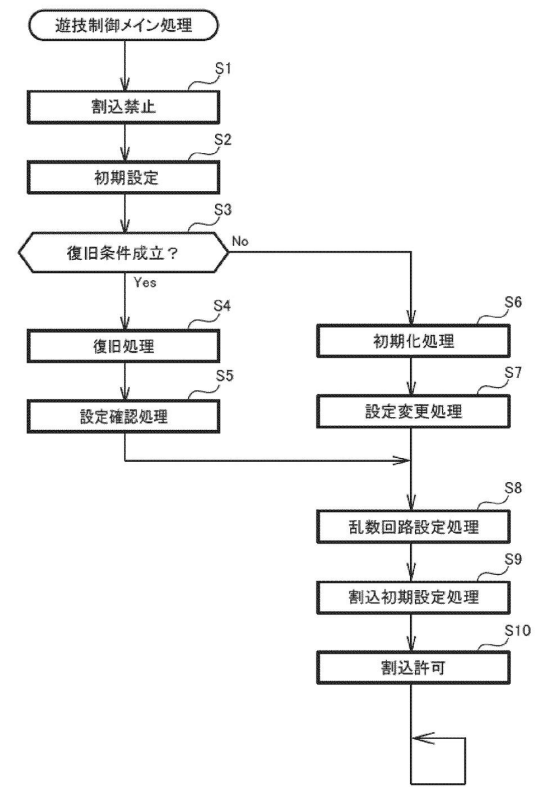 遊技制御メイン処理
S1
割込禁止
S2
初期設定
S3
復旧条件成立？
No
Yes
S4
復旧処理
S5
設定確認処理
S6
初期化処理
S7
設定変更処理
S8
乱数回路設定処理
S9
割込初期設定処理
S10
割込許可